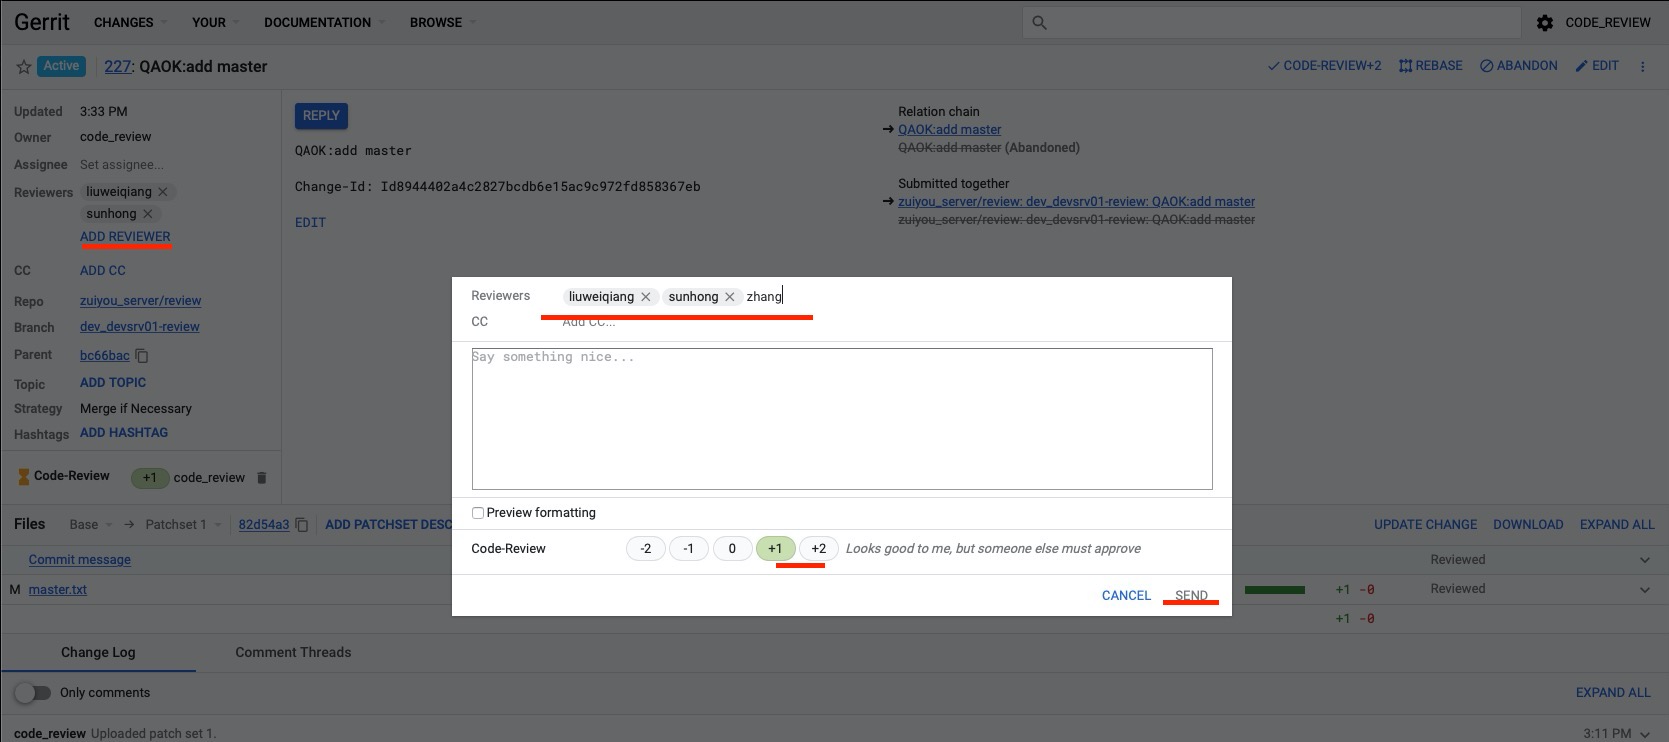 Gerrit CHANGES YOUR DOCUMENTATION BROWSE CODE_REVIEW
Active 227: QAOK:add master CODE-REVIEW+2 REBASE ABANDON EDIT
Updated 3:33 PM
Owner code_review
Assignee Set assignee...
Reviewers liuweiqiang
sunhong
ADD REVIEWER
CC ADD CC
Repo zuiyou_server/review
Branch dev_devsrv01-review
Parent bc66bac
Topic ADD TOPIC
Strategy Merge if Necessary
Hashtags ADD HASHTAG
Code-Review +1 code_review
REPLY
QAOK:add master
Change-Id: Id8944402a4c2827bcdb6e15ac9c972fd858367eb
EDIT
Relation chain
QAOK:add master
QAOK:add master (Abandoned)
Submitted together
zuiyou_server/review: dev_devsrv01-review: QAOK:add master
zuiyou_server/review: dev_devsrv01-review: QAOK:add master
Reviewers liuweiqiang sunhong zhang
CC Add CC...
Say something nice...
Preview formatting
Code-Review -2 -1 0 +1 +2 Looks good to me, but someone else must approve
CANCEL SEND
Files Base → Patchset 1 82d54a3 ADD PATCHSET DESC UPDATE CHANGE DOWNLOAD EXPAND ALL
Commit message Reviewed
M master.txt +1 -0 Reviewed
+1 -0
Change Log Comment Threads
Only comments EXPAND ALL
code_review Uploaded patch set 1. 3:11 PM